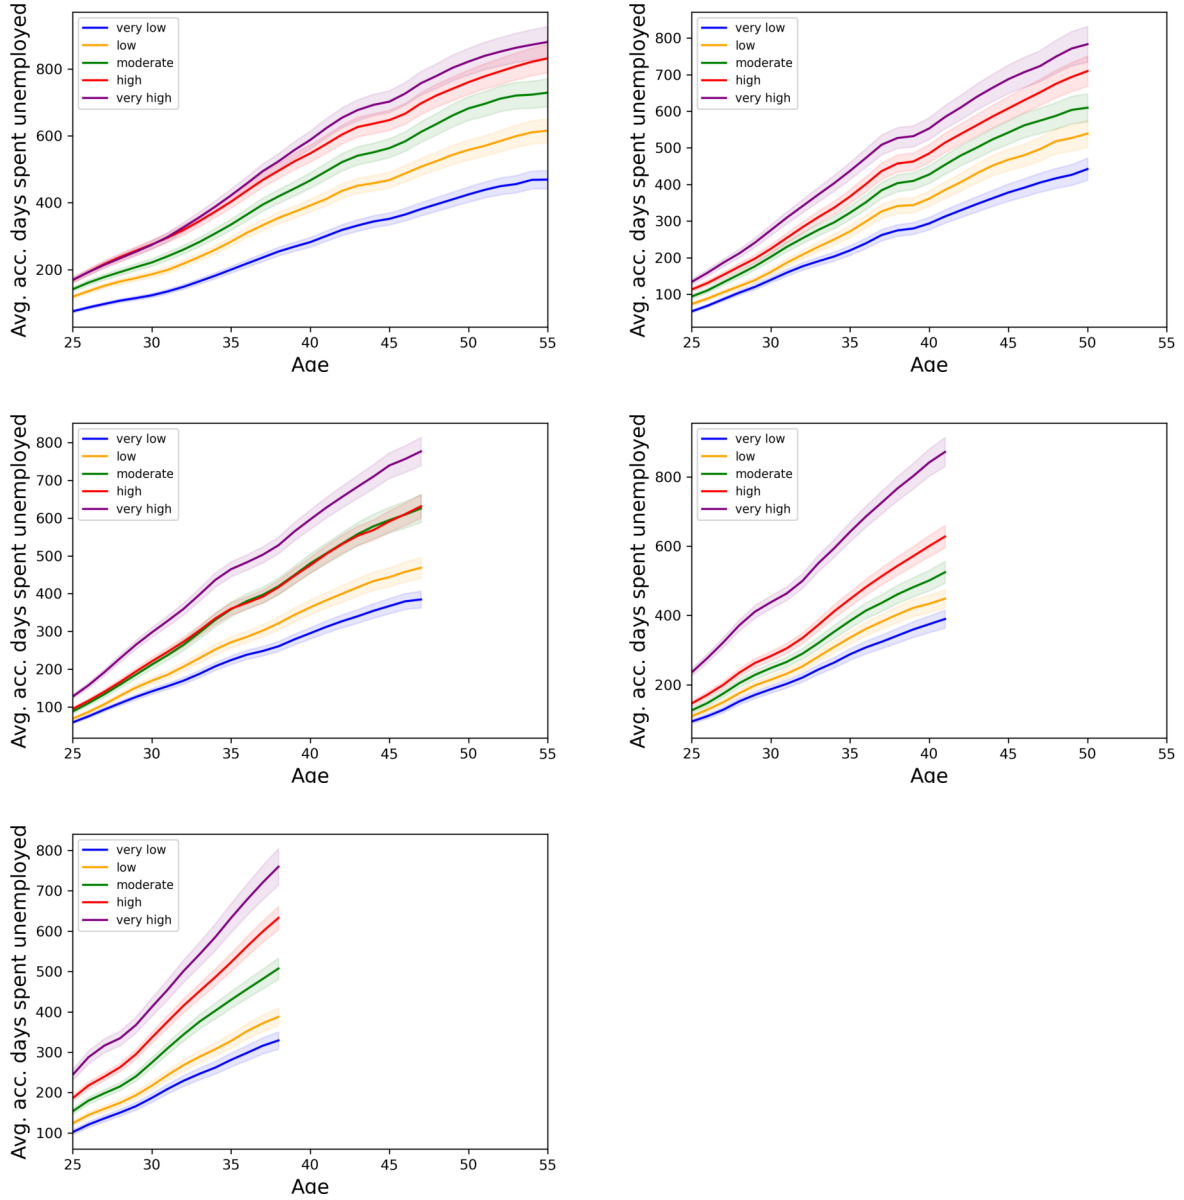 Avg. acc. days spent unemployed
800
600
400
200
very low
low
moderate
high
very high
25 30 35 40 45 50 55
Age
Avg. acc. days spent unemployed
800
700
600
500
400
300
200
100
very low
low
moderate
high
very high
25 30 35 40 45 50 55
Age
Avg. acc. days spent unemployed
800
700
600
500
400
300
200
100
very low
low
moderate
high
very high
25 30 35 40 45 50 55
Age
Avg. acc. days spent unemployed
800
600
400
200
very low
low
moderate
high
very high
25 30 35 40 45 50 55
Age
Avg. acc. days spent unemployed
800
700
600
500
400
300
200
100
very low
low
moderate
high
very high
25 30 35 40 45 50 55
Age